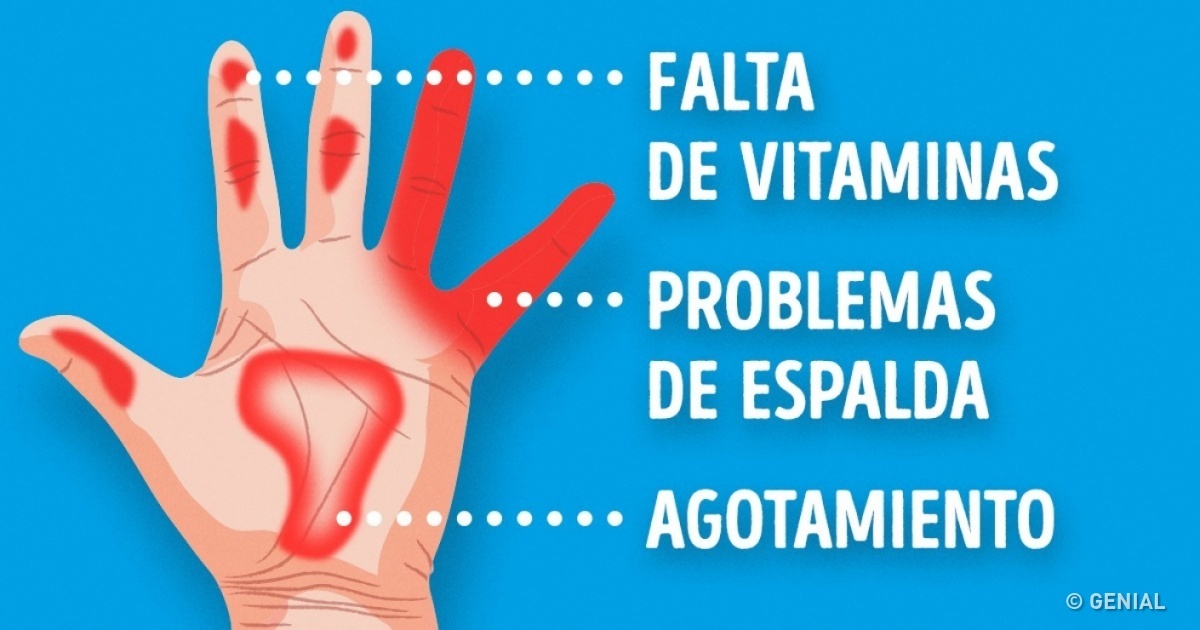 FALTA
DE VITAMINAS
PROBLEMAS
DE ESPALDA
AGOTAMIENTO
© GENIAL